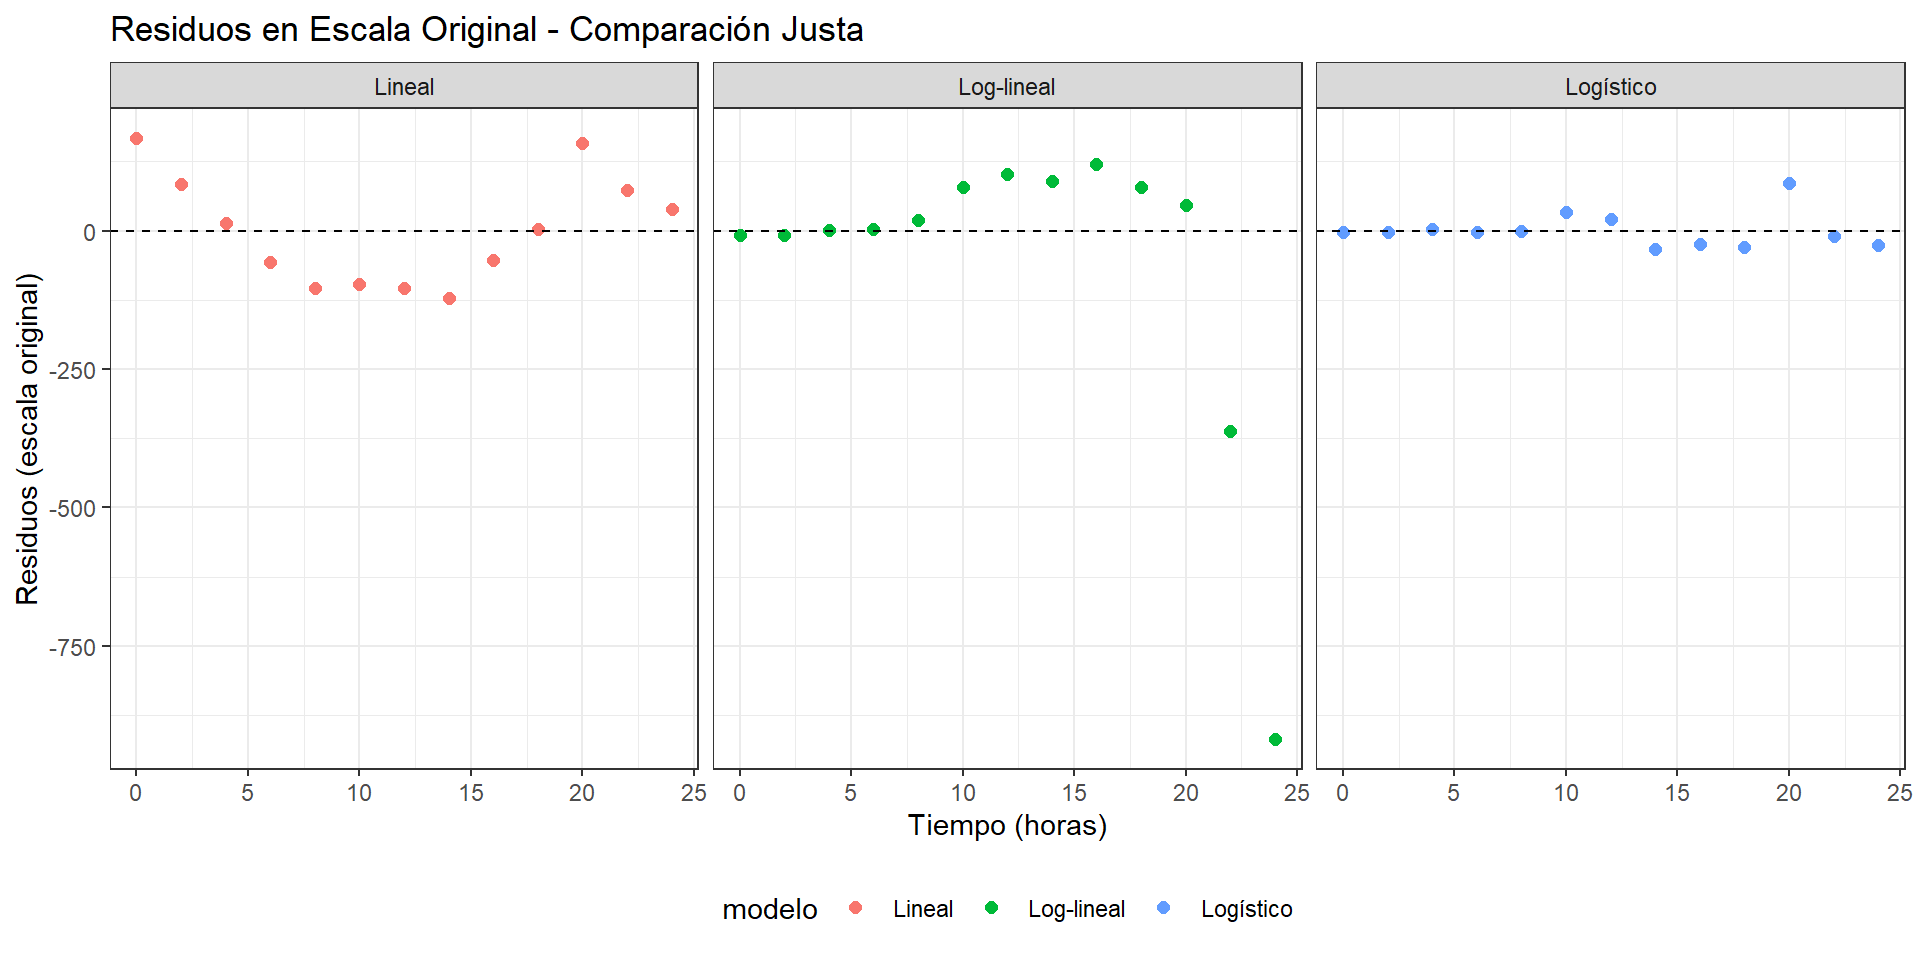 Residuos en Escala Original - Comparación Justa
Lineal
Log-lineal
Logístico
Residuos (escala original)
0
-250
-500
-750
0 5 10 15 20 25
0 5 10 15 20 25
0 5 10 15 20 25
Tiempo (horas)
modelo Lineal Log-lineal Logístico